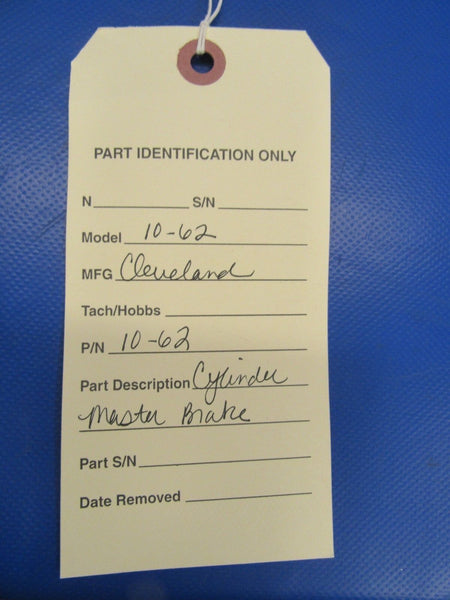 PART IDENTIFICATION ONLY
N S/N
Model 10-62
MFG Cleveland
Tach/Hobbs
P/N 10-62
Part Description Cylinder
Master Brake
Part S/N
Date Removed